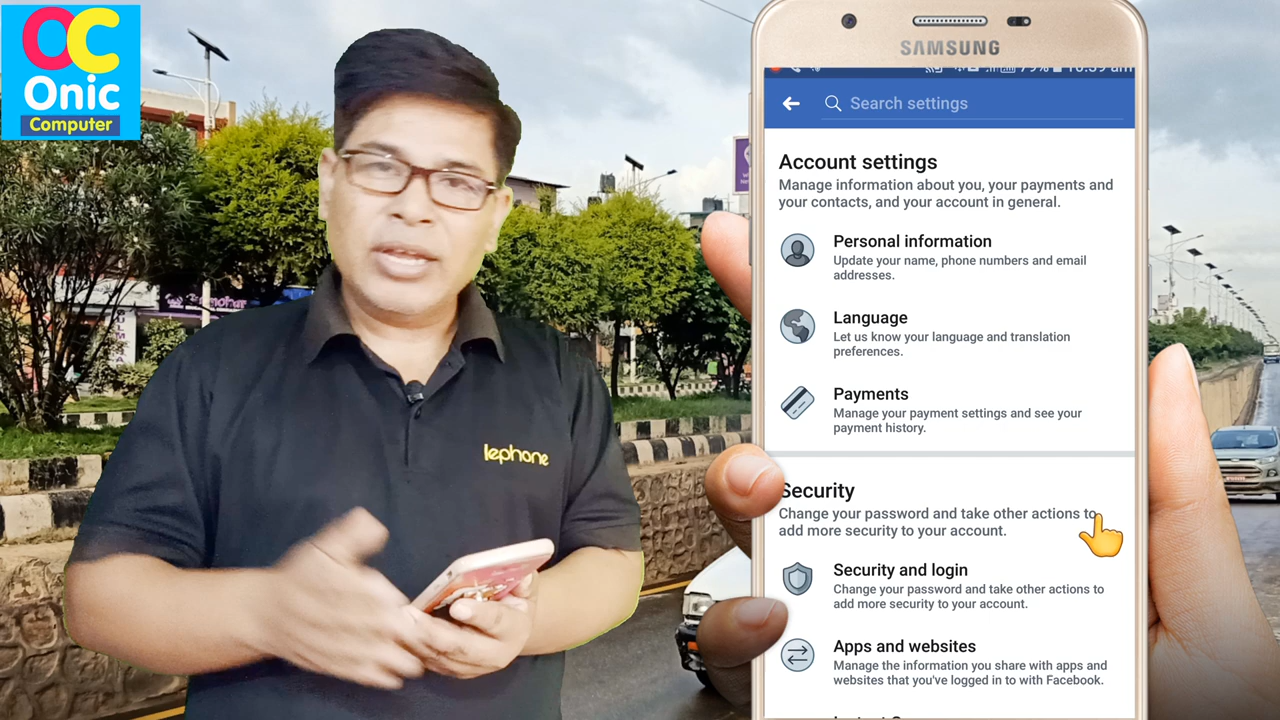 OC
Onic
Computer
lephone
SAMSUNG
79%
10:39 am
Search settings
Account settings
Manage information about you, your payments and
your contacts, and your account in general.
Personal information
Update your name, phone numbers and email
addresses.
Language
Let us know your language and translation
preferences.
Payments
Manage your payment settings and see your
payment history.
Security
Change your password and take other actions to
add more security to your account.
Security and login
Change your password and take other actions to
add more security to your account.
Apps and websites
Manage the information you share with apps and
websites that you've logged in to with Facebook.